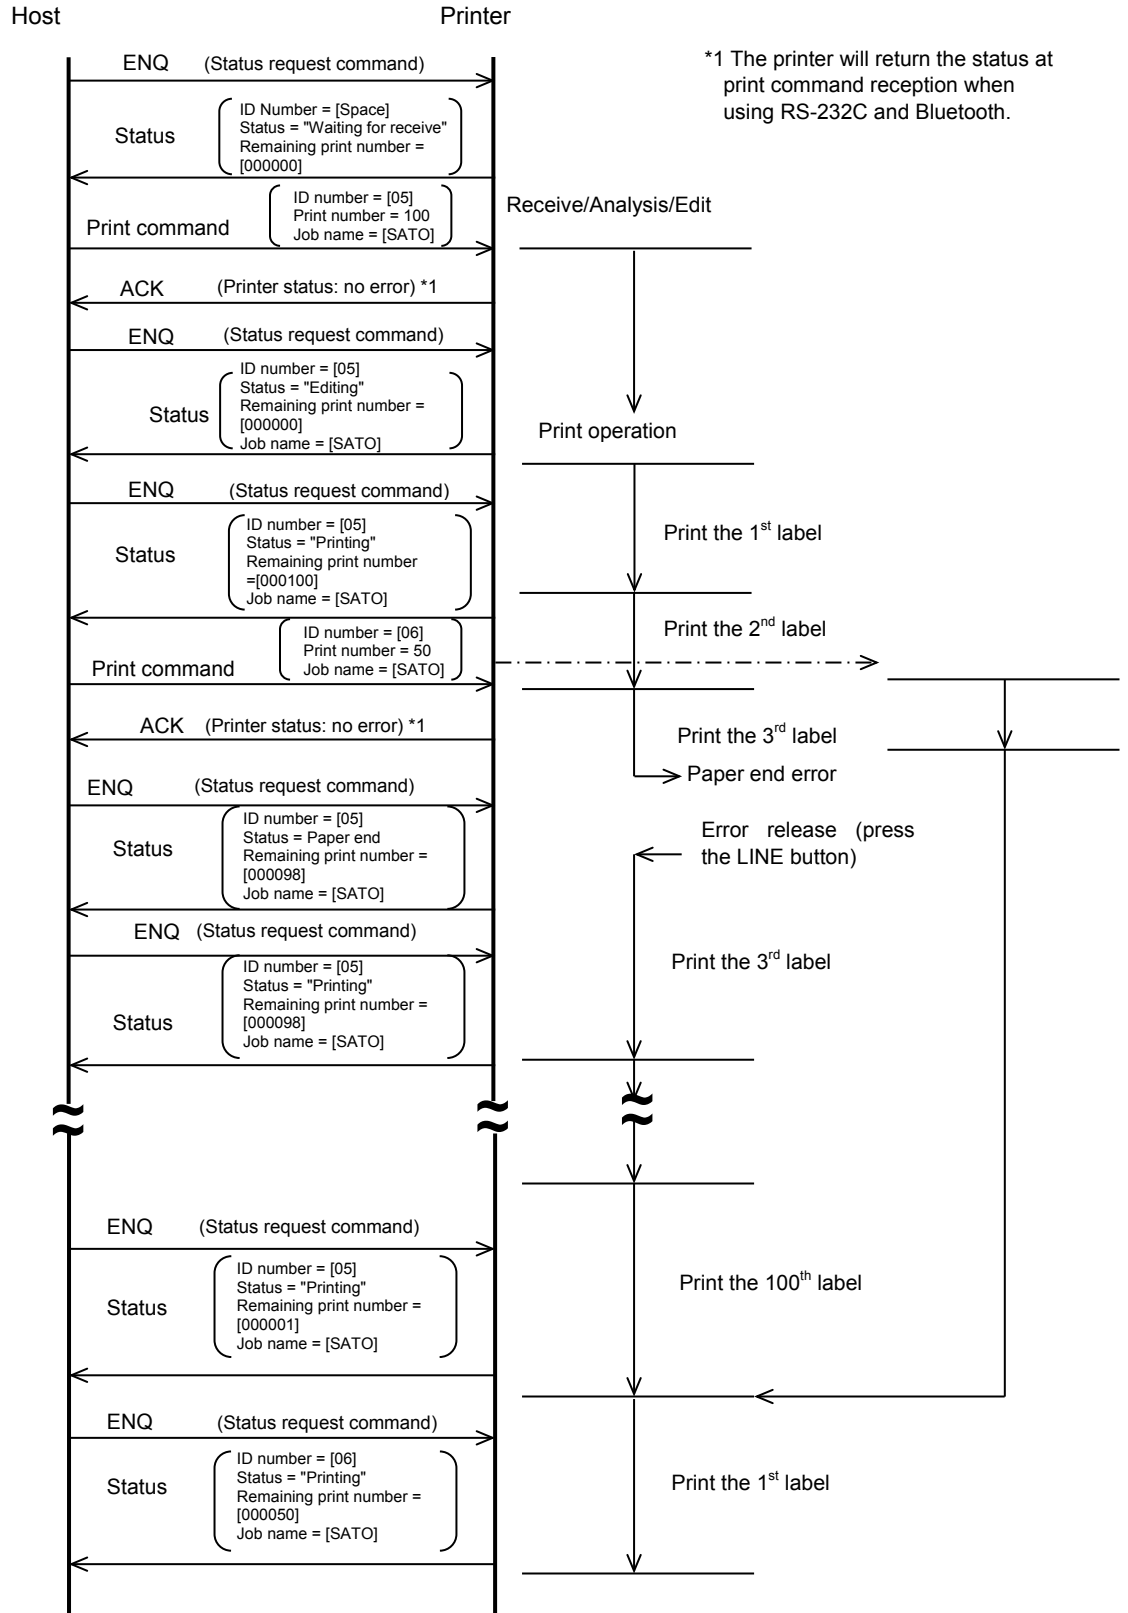 Host
Printer
*1 The printer will return the status at
print command reception when
using RS-232C and Bluetooth.
ENQ (Status request command)
Status
ID Number = [Space]
Status = "Waiting for receive"
Remaining print number =
[000000]
Print command
ID number = [05]
Print number = 100
Job name = [SATO]
Receive/Analysis/Edit
ACK (Printer status: no error) *1
ENQ (Status request command)
Status
ID number = [05]
Status = "Editing"
Remaining print number =
[000000]
Job name = [SATO]
Print operation
ENQ (Status request command)
Status
ID number = [05]
Status = "Printing"
Remaining print number
=[000100]
Job name = [SATO]
Print the 1st label
Print the 2nd label
Print command
ID number = [06]
Print number = 50
Job name = [SATO]
ACK (Printer status: no error) *1
Print the 3rd label
Paper end error
ENQ (Status request command)
Status
ID number = [05]
Status = Paper end
Remaining print number =
[000098]
Job name = [SATO]
Error release (press
the LINE button)
ENQ (Status request command)
Status
ID number = [05]
Status = "Printing"
Remaining print number =
[000098]
Job name = [SATO]
Print the 3rd label
ENQ (Status request command)
Status
ID number = [05]
Status = "Printing"
Remaining print number =
[000001]
Job name = [SATO]
Print the 100th label
ENQ (Status request command)
Status
ID number = [06]
Status = "Printing"
Remaining print number =
[000050]
Job name = [SATO]
Print the 1st label